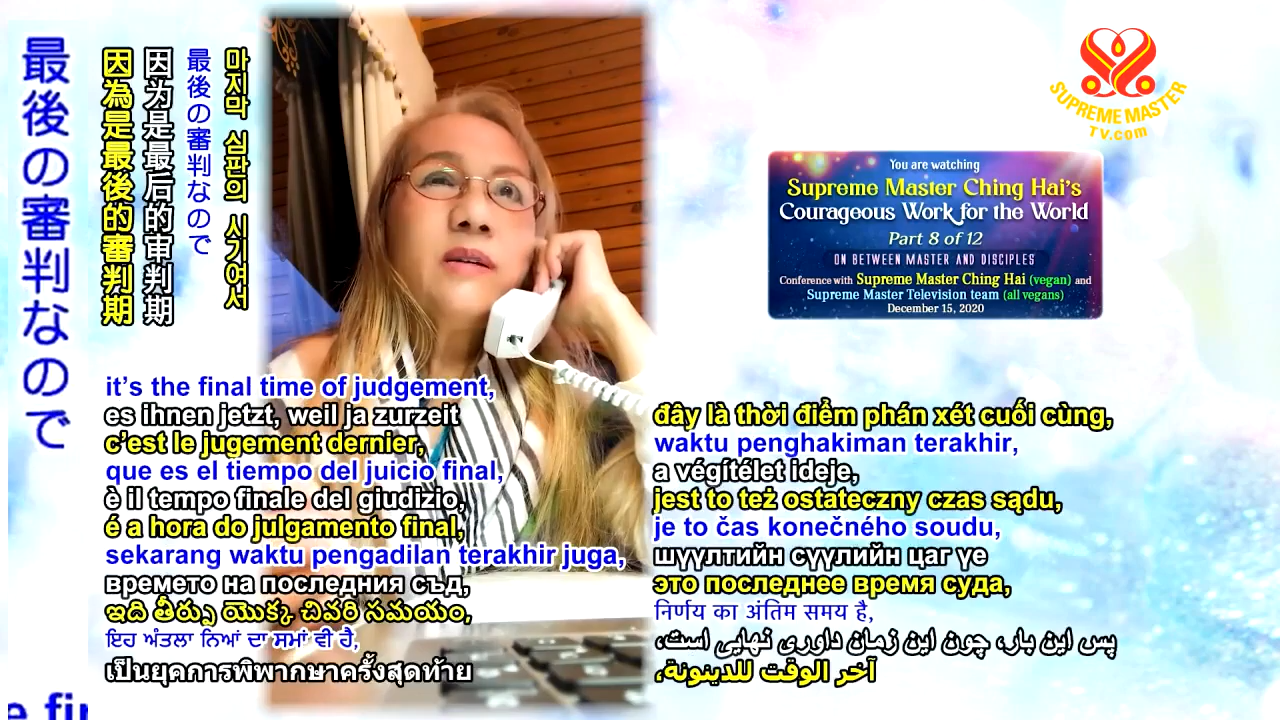 最後の審判なので
因為是最後的審判期
因为是最后的审判期
最後の審判なので
마지막 심판의 시기여서
SUPREME MASTER
TV.com
You are watching
Supreme Master Ching Hai's
Courageous Work for the World
Part 8 of 12
ON BETWEEN MASTER AND DISCIPLES
Conference with Supreme Master Ching Hai (vegan) and
Supreme Master Television team (all vegans)
December 15, 2020
it's the final time of judgement,
es ihnen jetzt, weil ja zurzeit
c'est le jugement dernier,
que es el tiempo del juicio final,
è il tempo finale del giudizio,
é a hora do julgamento final,
sekarang waktu pengadilan terakhir juga,
времето на последния съд,
ఇది తీర్పు యొక్క చివరి సమయం,
ਇਹ ਅੰਤਲਾ ਨਿਆਂ ਦਾ ਸਮਾਂ ਵੀ ਹੈ,
เป็นยุคการพิพากษาครั้งสุดท้าย
đây là thời điểm phán xét cuối cùng,
waktu penghakiman terakhir,
a végítélet ideje,
jest to też ostateczny czas sądu,
je to čas konečného soudu,
шүүлтийн сүүлийн цаг үе
это последнее время суда,
निर्णय का अंतिम समय है,
پس این بار، چون این زمان داوری نهایی است،
آخر الوقت للدينونة،
e fi